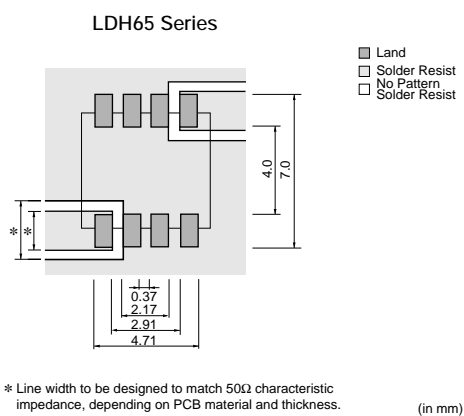 LDH65 Series
Land
Solder Resist
No Pattern
Solder Resist
4.0
7.0
*
*
0.37
2.17
2.91
4.71
* Line width to be designed to match 50Ω characteristic
impedance, depending on PCB material and thickness.
(in mm)